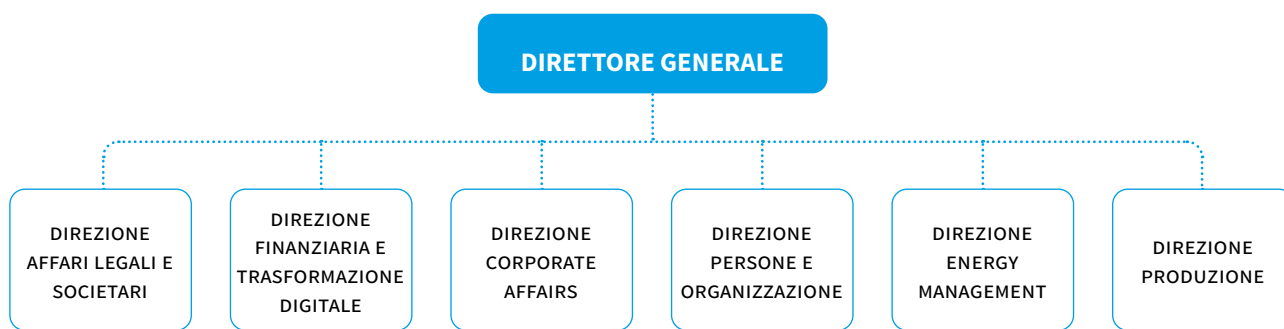 DIRETTORE GENERALE
DIREZIONE
AFFARI LEGALI E
SOCIETARI
DIREZIONE
FINANZIARIA E
TRASFORMAZIONE
DIGITALE
DIREZIONE
CORPORATE
AFFAIRS
DIREZIONE
PERSONE E
ORGANIZZAZIONE
DIREZIONE
ENERGY
MANAGEMENT
DIREZIONE
PRODUZIONE